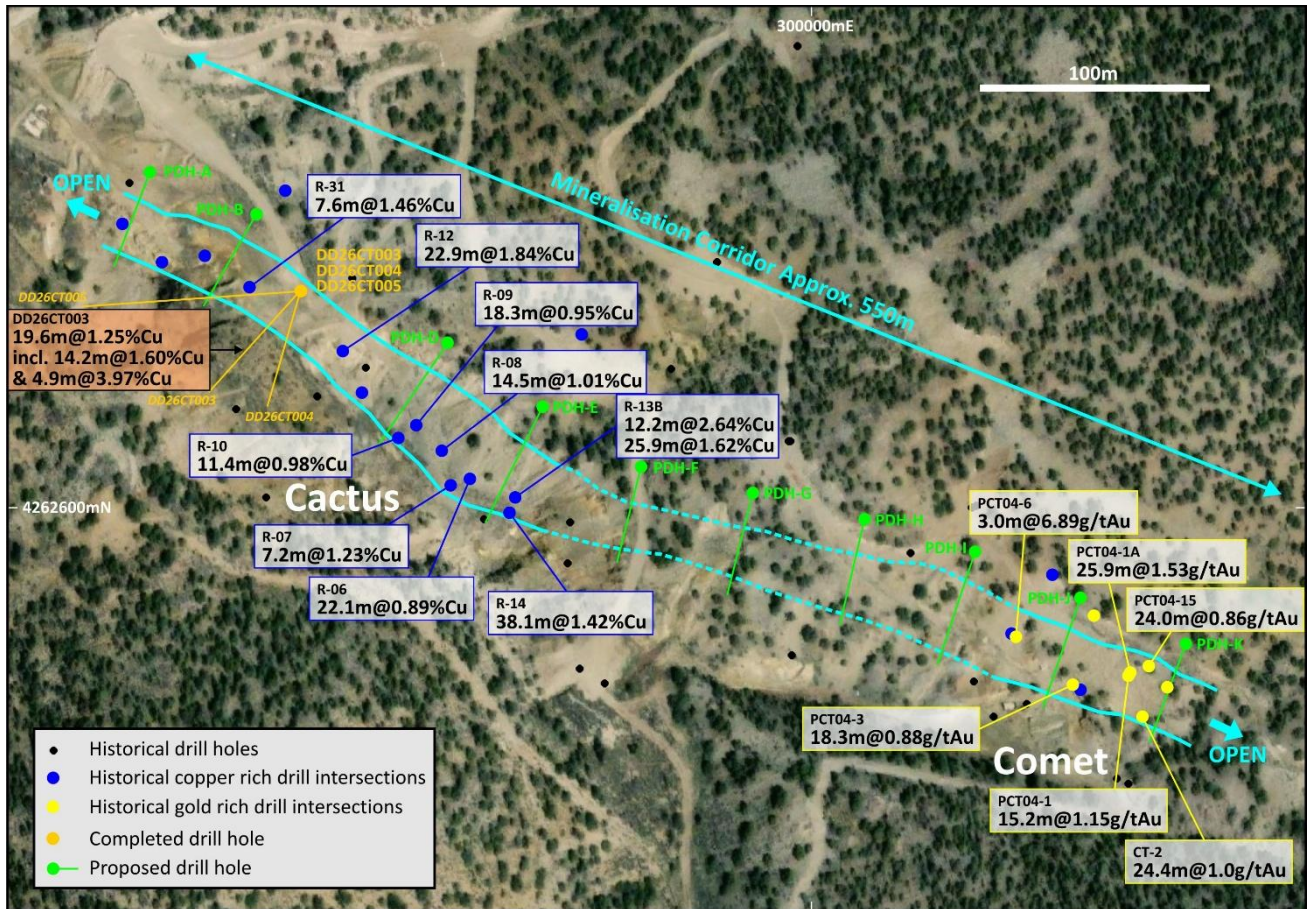 300000mE
100m
Mineralisation Corridor Approx. 550m
OPEN
PDH-A
PDH-B
R-31
7.6m@1.46%Cu
R-12
22.9m@1.84%Cu
DD26CT003
DD26CT004
DD26CT005
DD26CT005
DD26CT003
19.6m@1.25%Cu
incl. 14.2m@1.60%Cu
& 4.9m@3.97%Cu
DD26CT003
DD26CT004
R-09
18.3m@0.95%Cu
PDH-D
R-08
14.5m@1.01%Cu
PDH-E
R-13B
12.2m@2.64%Cu
25.9m@1.62%Cu
R-10
11.4m@0.98%Cu
Cactus
4262600mN
PDH-F
PDH-G
PDH-H
PDH-I
PDH-J
PDH-K
R-07
7.2m@1.23%Cu
R-06
22.1m@0.89%Cu
R-14
38.1m@1.42%Cu
PCT04-6
3.0m@6.89g/tAu
PCT04-1A
25.9m@1.53g/tAu
PCT04-15
24.0m@0.86g/tAu
PCT04-3
18.3m@0.88g/tAu
Comet
OPEN
PCT04-1
15.2m@1.15g/tAu
CT-2
24.4m@1.0g/tAu
Historical drill holes
Historical copper rich drill intersections
Historical gold rich drill intersections
Completed drill hole
Proposed drill hole